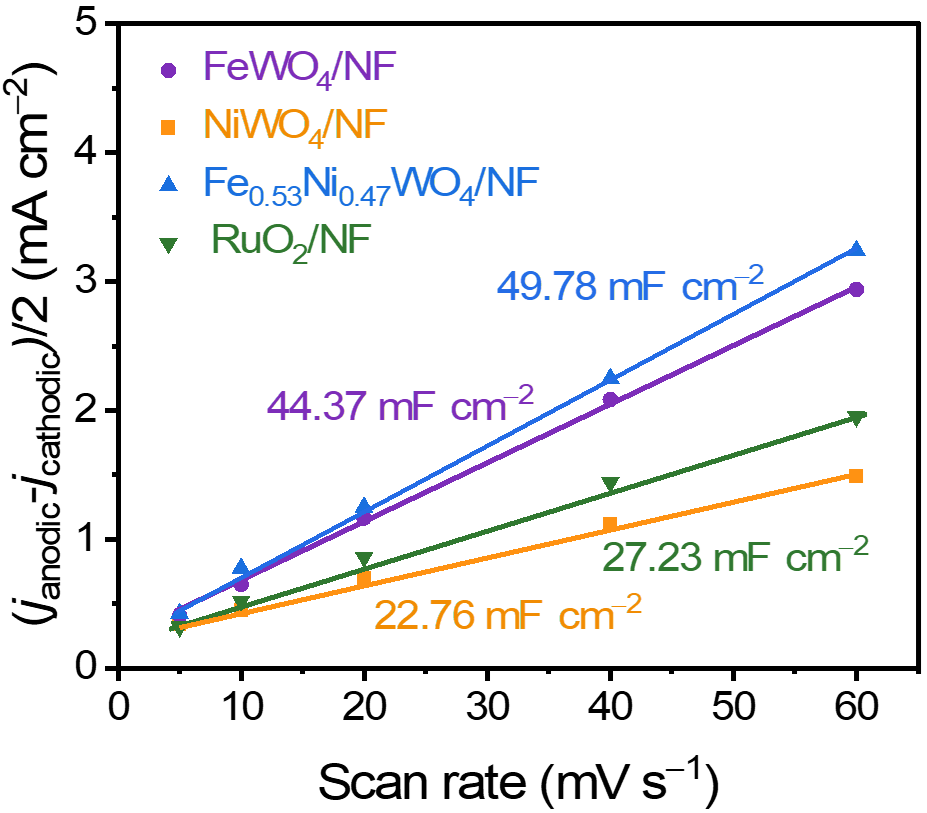 (j_anodic-j_cathodic)/2 (mA cm⁻²)
5
4
3
2
1
0
FeWO₄/NF
NiWO₄/NF
Fe₀.₅₃Ni₀.₄₇WO₄/NF
RuO₂/NF
49.78 mF cm⁻²
44.37 mF cm⁻²
27.23 mF cm⁻²
22.76 mF cm⁻²
0 10 20 30 40 50 60
Scan rate (mV s⁻¹)